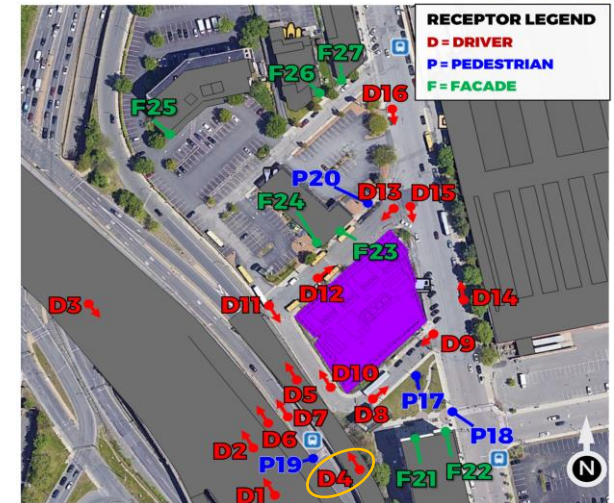 RECEPTOR LEGEND
D = DRIVER
P = PEDESTRIAN
F = FACADE
F27
F26
F25
D16
P20
D13
D15
F24
F23
D12
D3
D11
D14
D9
D10
D5
D8
P17
D7
D6
P18
D2
P19
D4
F21
F22
D1
N